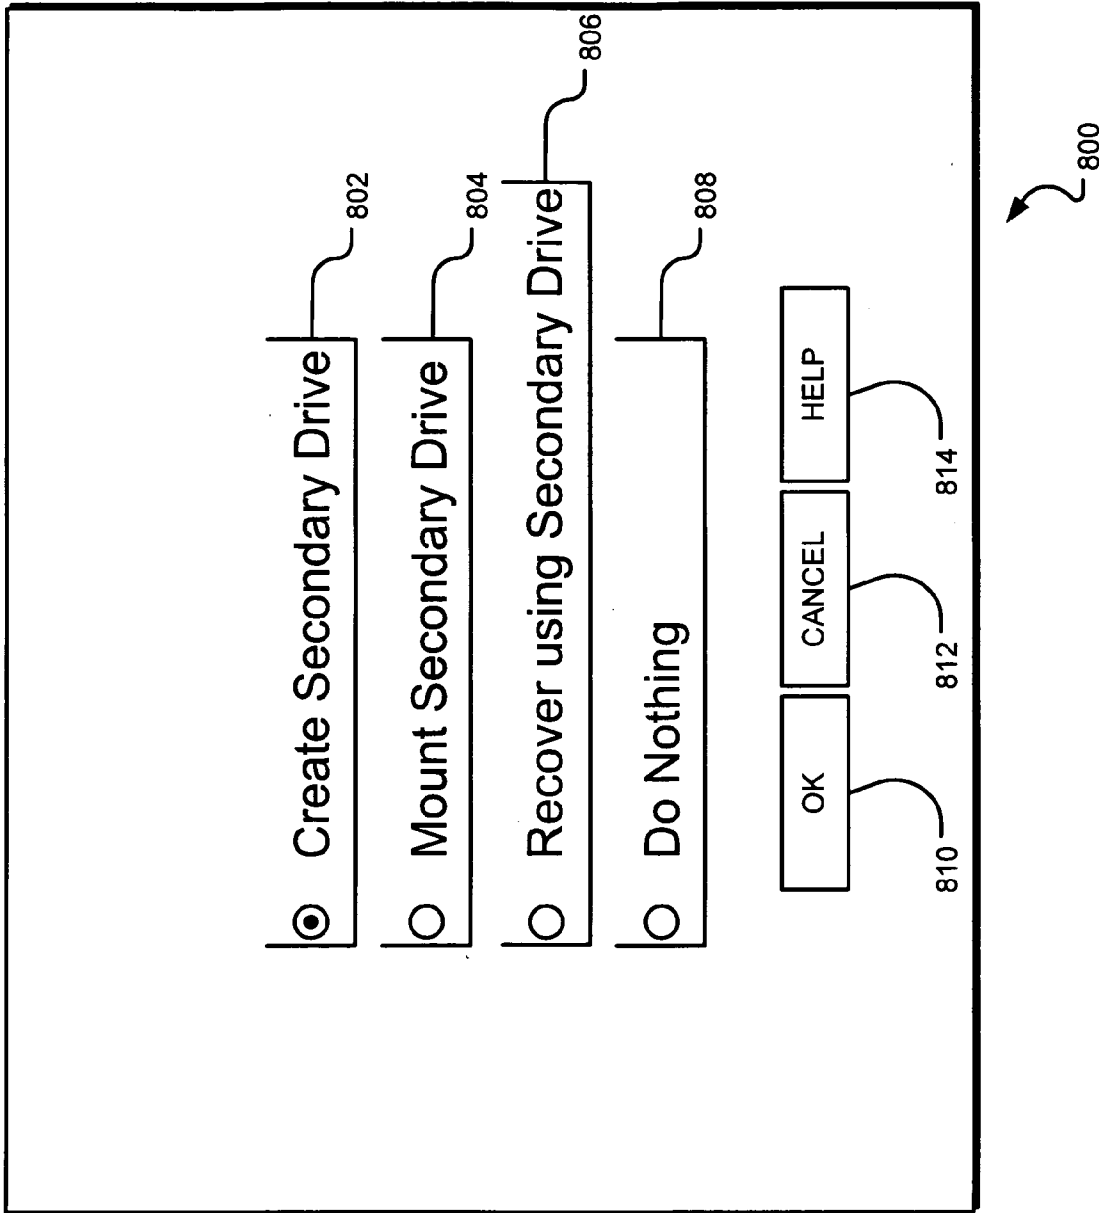 Create Secondary Drive
802
Mount Secondary Drive
804
Recover using Secondary Drive
806
Do Nothing
808
OK
CANCEL
HELP
810
812
814
800